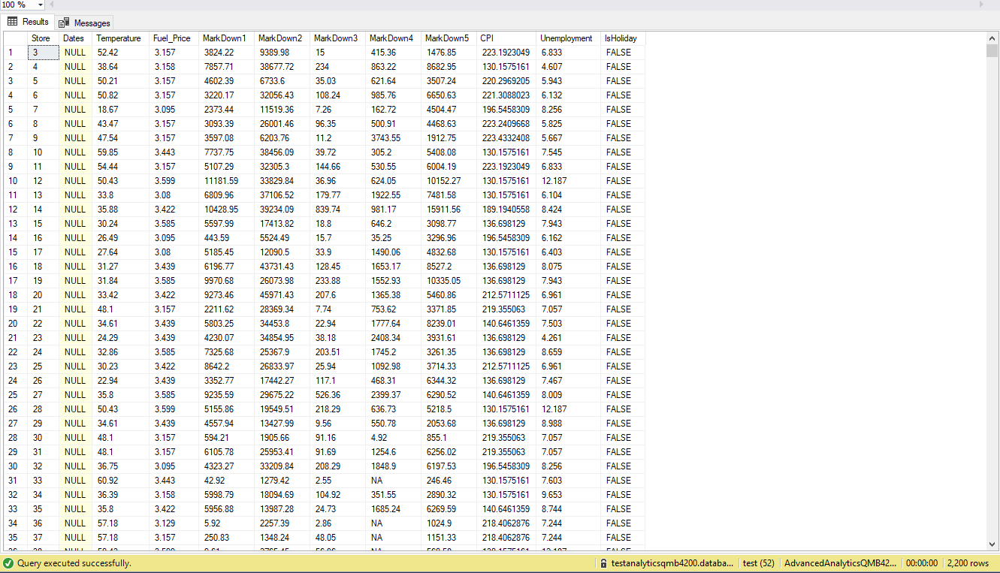 100 %
Results Messages
Store Dates Temperature Fuel_Price MarkDown1 MarkDown2 MarkDown3 MarkDown4 MarkDown5 CPI Unemployment IsHoliday
1 3 NULL 52.42 3.157 3824.22 9389.98 15 415.36 1476.85 223.1923049 6.833 FALSE
2 4 NULL 38.64 3.158 7857.71 38677.72 234 863.22 8682.95 130.1575161 4.607 FALSE
3 5 NULL 50.21 3.157 4602.39 6733.6 35.03 621.64 3507.24 220.2969205 5.943 FALSE
4 6 NULL 50.82 3.157 3220.17 32056.43 108.24 985.76 6650.63 221.3088023 6.132 FALSE
5 7 NULL 18.67 3.095 2373.44 11519.36 7.26 162.72 4504.47 196.5458309 8.256 FALSE
6 8 NULL 43.47 3.157 3093.39 26001.46 96.35 500.91 4468.63 223.2409668 5.825 FALSE
7 9 NULL 47.54 3.157 3597.08 6203.76 11.2 3743.55 1912.75 223.4332408 5.667 FALSE
8 10 NULL 59.85 3.443 7737.75 38456.09 39.72 305.2 5408.08 130.1575161 7.545 FALSE
9 11 NULL 54.44 3.157 5107.29 32305.3 144.66 530.55 6004.19 223.1923049 6.833 FALSE
10 12 NULL 50.43 3.599 11181.59 33829.84 36.96 624.05 10152.27 130.1575161 12.187 FALSE
11 13 NULL 33.8 3.08 6809.96 37106.52 179.77 1922.55 7481.58 130.1575161 6.104 FALSE
12 14 NULL 35.88 3.422 10428.95 39234.09 839.74 981.17 15911.56 189.1940558 8.424 FALSE
13 15 NULL 30.24 3.585 5597.99 17413.82 18.8 646.2 3098.77 136.698129 7.943 FALSE
14 16 NULL 26.49 3.095 443.59 5524.49 15.7 35.25 3296.96 196.5458309 6.162 FALSE
15 17 NULL 27.64 3.08 5185.45 12090.5 33.9 1490.06 4832.68 130.1575161 6.403 FALSE
16 18 NULL 31.27 3.439 6196.77 43731.43 128.45 1653.17 8527.2 136.698129 8.075 FALSE
17 19 NULL 31.84 3.585 9970.68 26073.98 233.88 1552.93 10335.05 136.698129 7.943 FALSE
18 20 NULL 33.42 3.422 9273.46 45971.43 207.6 1365.38 5460.86 212.5711125 6.961 FALSE
19 21 NULL 48.1 3.157 2211.62 28369.34 7.74 753.62 3371.85 219.355063 7.057 FALSE
20 22 NULL 34.61 3.439 5803.25 34453.8 22.94 1777.64 8239.01 140.6461359 7.503 FALSE
21 23 NULL 24.29 3.439 4230.07 34854.95 38.18 2408.34 3931.61 136.698129 4.261 FALSE
22 24 NULL 32.86 3.585 7325.68 25367.9 203.51 1745.2 3261.35 136.698129 8.659 FALSE
23 25 NULL 30.23 3.422 8642.2 26833.97 25.94 1092.98 3714.33 212.5711125 6.961 FALSE
24 26 NULL 22.94 3.439 3352.77 17442.27 117.1 468.31 6344.32 136.698129 7.467 FALSE
25 27 NULL 35.8 3.585 9235.59 29675.22 526.36 2399.37 6290.52 140.6461359 8.009 FALSE
26 28 NULL 50.43 3.599 5155.86 19549.51 218.29 636.73 5218.5 130.1575161 12.187 FALSE
27 29 NULL 34.61 3.439 4557.94 13427.99 9.56 550.78 2053.68 136.698129 8.988 FALSE
28 30 NULL 48.1 3.157 594.21 1905.66 91.16 4.92 855.1 219.355063 7.057 FALSE
29 31 NULL 48.1 3.157 6105.78 25953.41 91.69 1254.6 6256.02 219.355063 7.057 FALSE
30 32 NULL 36.75 3.095 4323.27 33209.84 208.29 1848.9 6197.53 196.5458309 8.256 FALSE
31 33 NULL 60.92 3.443 42.92 1279.42 2.55 NA 246.46 130.1575161 7.603 FALSE
32 34 NULL 36.39 3.158 5998.79 18094.69 104.92 351.55 2890.32 130.1575161 9.653 FALSE
33 35 NULL 35.8 3.422 5956.88 13987.28 24.73 1685.24 6269.59 140.6461359 8.744 FALSE
34 36 NULL 57.18 3.129 5.92 2257.39 2.86 NA 1024.9 218.4062876 7.244 FALSE
35 37 NULL 57.18 3.157 250.83 1348.24 48.05 NA 1151.33 218.4062876 7.244 FALSE
Query executed successfully. testanalyticsqmb4200.databa... test (52) AdvancedAnalyticsQMB42... 00:00:00 2,200 rows